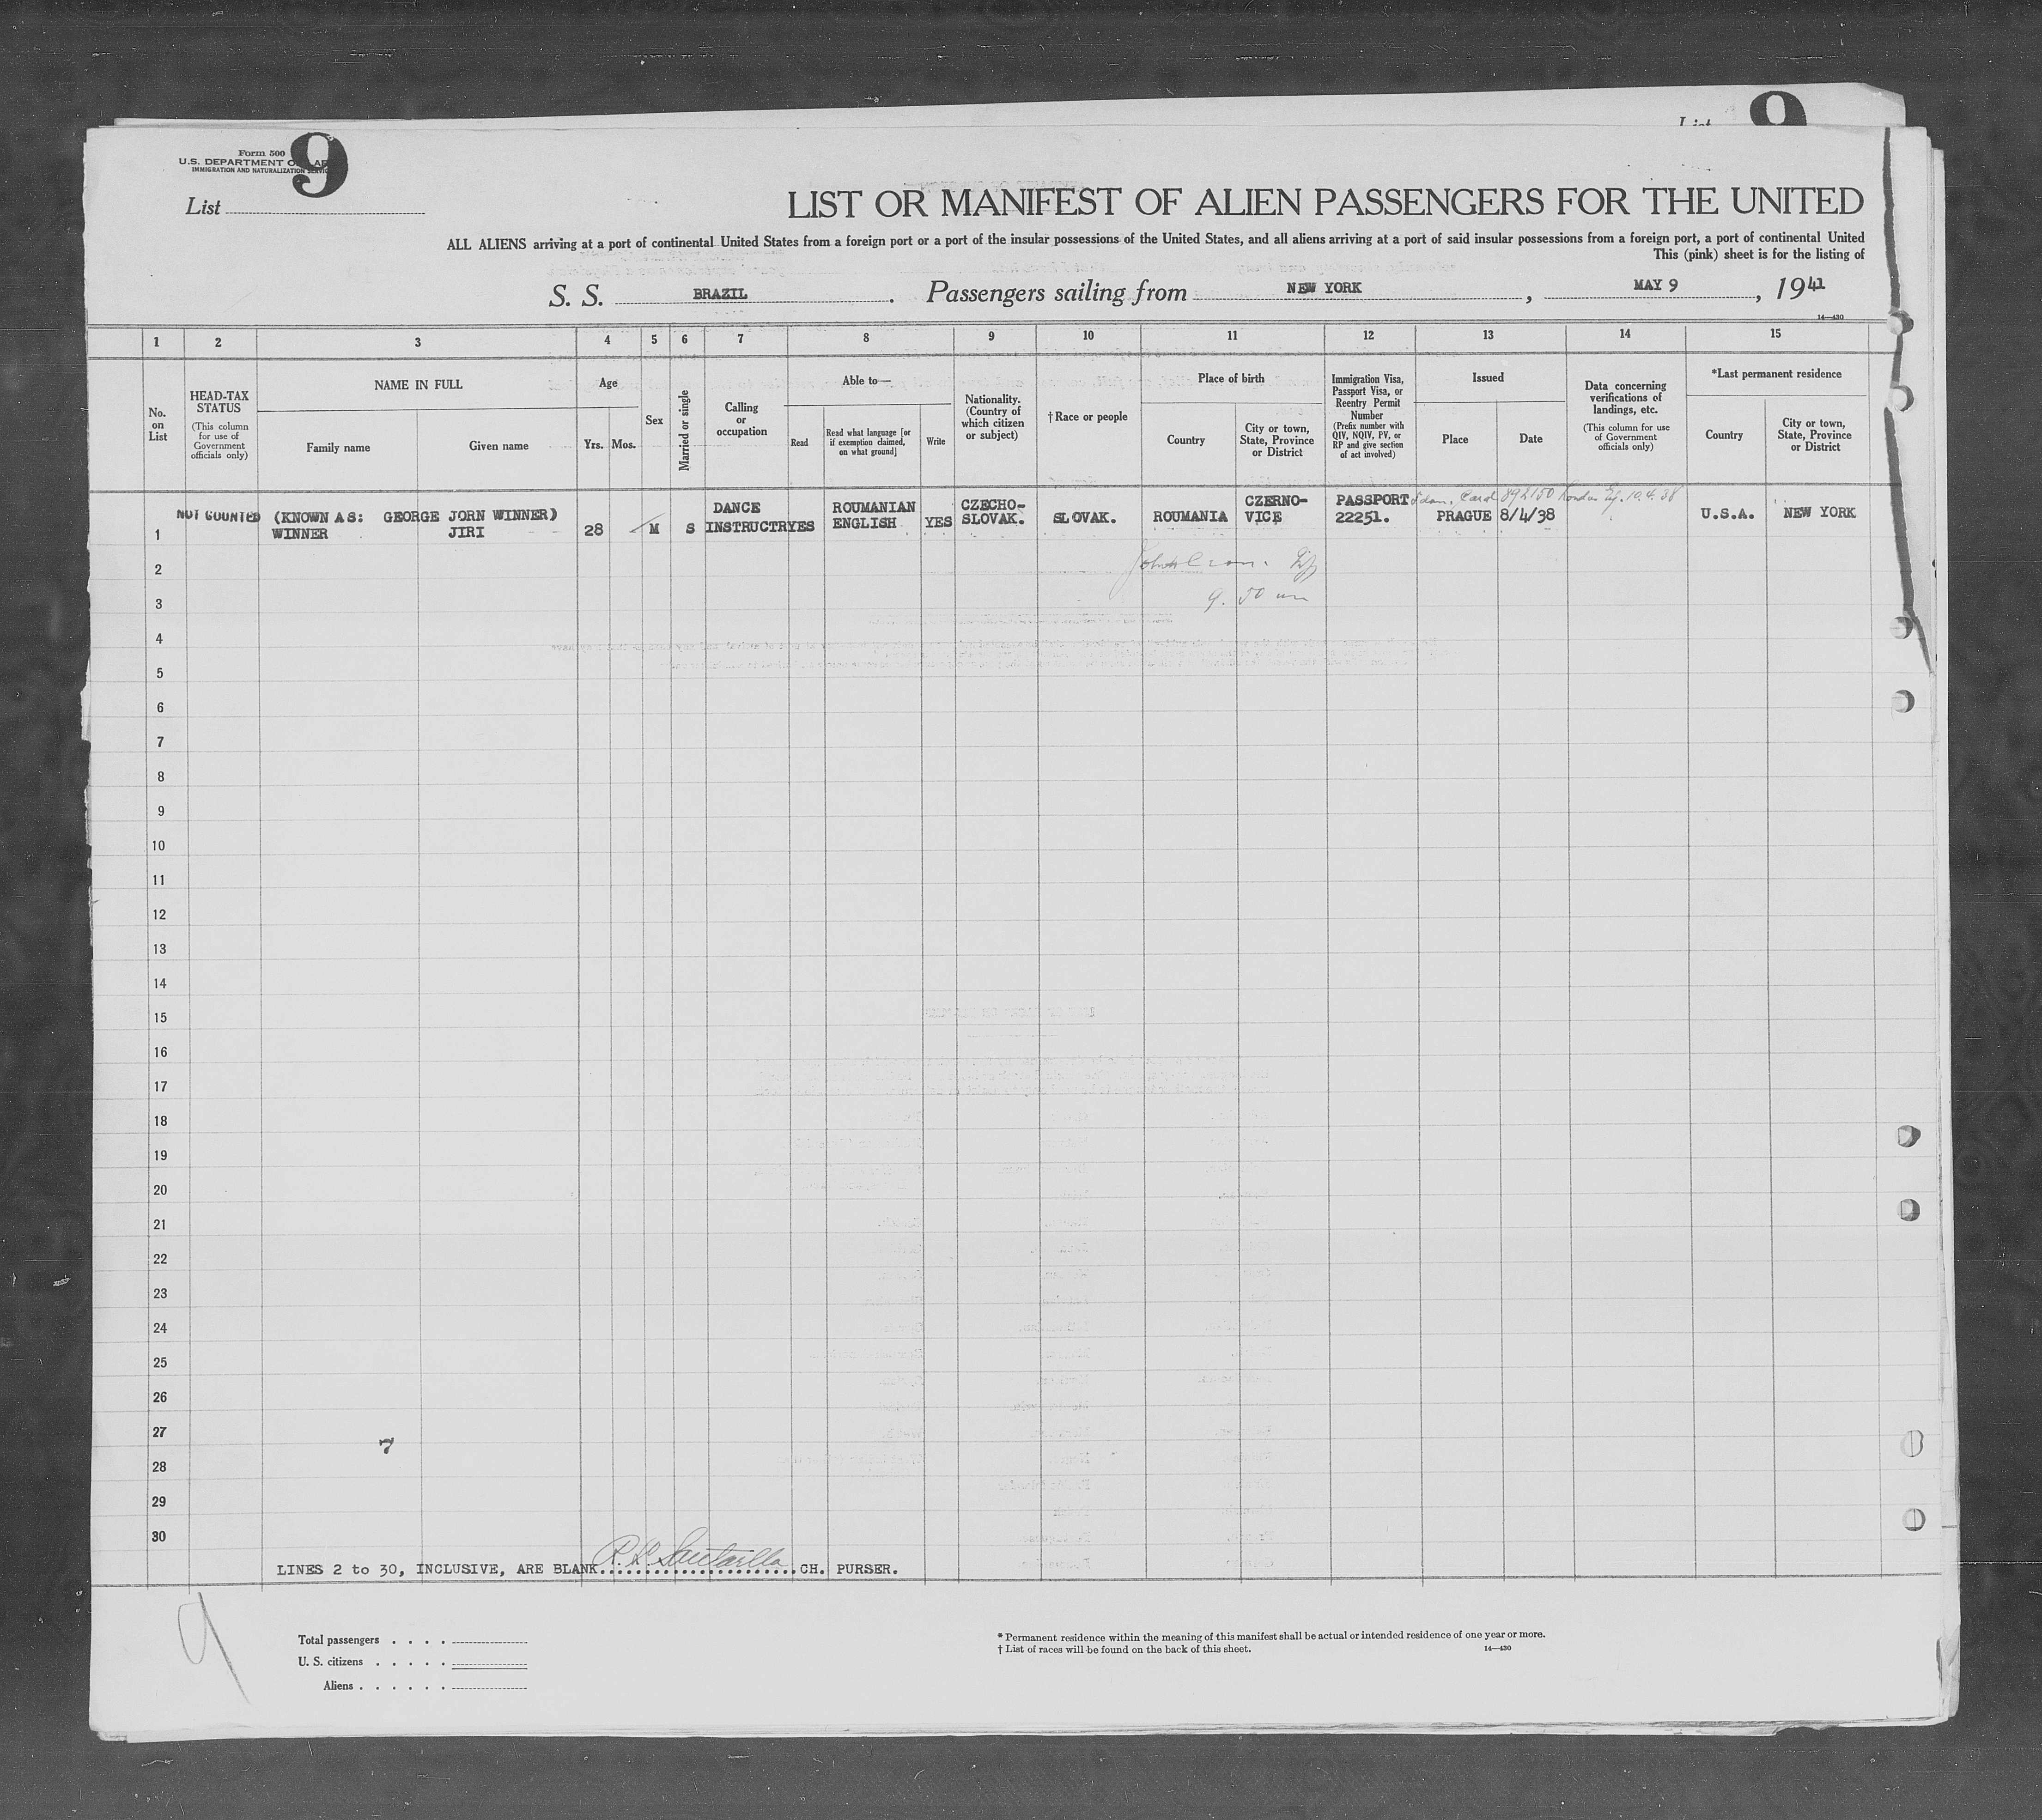 List 9
Form 500
U.S. DEPARTMENT OF LABOR
IMMIGRATION AND NATURALIZATION SERVICE
9
List
LIST OR MANIFEST OF ALIEN PASSENGERS FOR THE UNITED
ALL ALIENS arriving at a port of continental United States from a foreign port or a port of the insular possessions of the United States, and all aliens arriving at a port of said insular possessions from a foreign port, a port of continental United
This (pink) sheet is for the listing of
S. S. BRAZIL. Passengers sailing from NEW YORK, MAY 9, 1941
14—430
1 2 3 4 5 6 7 8 9 10 11 12 13 14 15
No. on List
HEAD-TAX STATUS
(This column for use of Government officials only)
NAME IN FULL
Family name
Given name
Age
Yrs. Mos.
Sex
Married or single
Calling or occupation
Able to—
Read
Read what language [or if exemption claimed, on what ground]
Write
Nationality. (Country of which citizen or subject)
† Race or people
Place of birth
Country
City or town, State, Province or District
Immigration Visa, Passport Visa, or Reentry Permit Number
(Prefix number with QIV, NQIV, PV, or RP and give section of act involved)
Issued
Place
Date
Data concerning verifications of landings, etc.
(This column for use of Government officials only)
*Last permanent residence
Country
City or town, State, Province or District
1 NOT COUNTED (KNOWN AS: GEORGE JORN WINNER)
WINNER JIRI 28 M S DANCE INSTRUCTR YES ROUMANIAN ENGLISH YES CZECHO-SLOVAK. SLOVAK. ROUMANIA CZERNO-VICE PASSPORT 22251. PRAGUE 8/4/38 U.S.A. NEW YORK
Card 892150 London 10.4.38
2
3 9.50 am
4
5
6
7
8
9
10
11
12
13
14
15
16
17
18
19
20
21
22
23
24
25
26
27
7
28
29
30
LINES 2 to 30, INCLUSIVE, ARE BLANK. CH. PURSER.
9
Total passengers
U. S. citizens
Aliens
* Permanent residence within the meaning of this manifest shall be actual or intended residence of one year or more.
† List of races will be found on the back of this sheet.
14—430